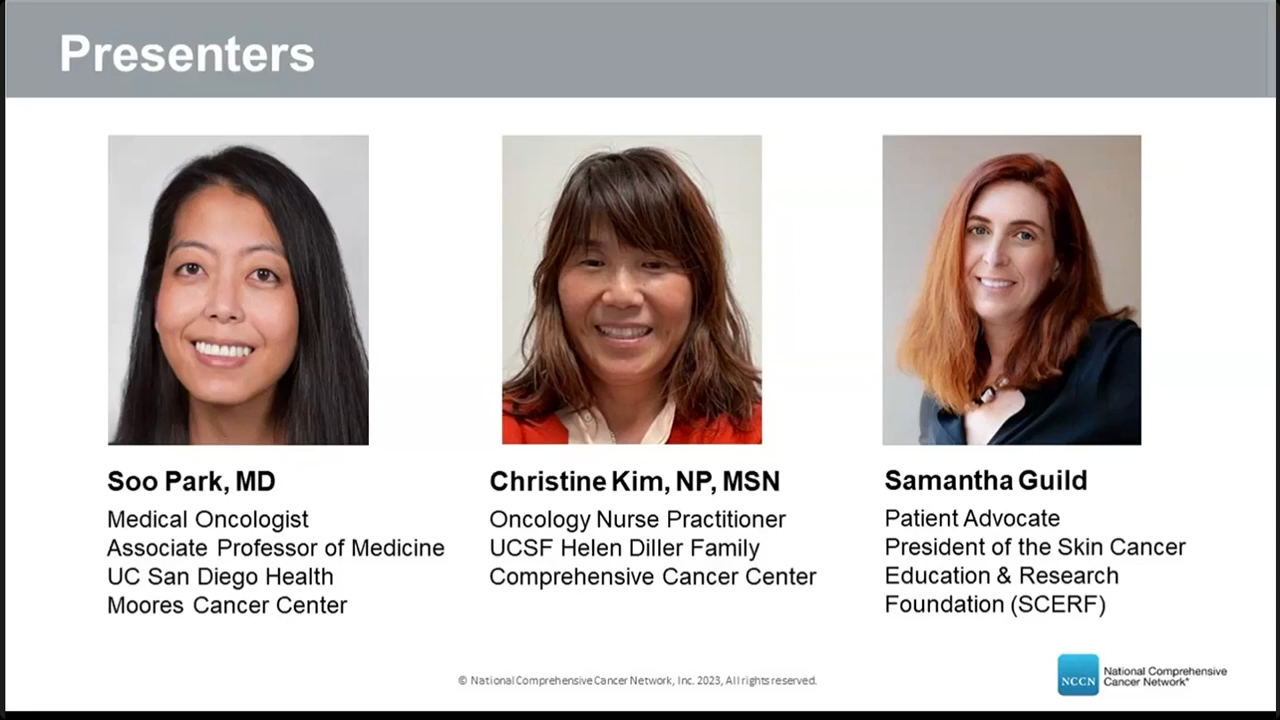 Presenters
Soo Park, MD
Medical Oncologist
Associate Professor of Medicine
UC San Diego Health
Moores Cancer Center
Christine Kim, NP, MSN
Oncology Nurse Practitioner
UCSF Helen Diller Family
Comprehensive Cancer Center
Samantha Guild
Patient Advocate
President of the Skin Cancer
Education & Research
Foundation (SCERF)
© National Comprehensive Cancer Network, Inc. 2023, All rights reserved.
NCCN
National Comprehensive
Cancer Network®